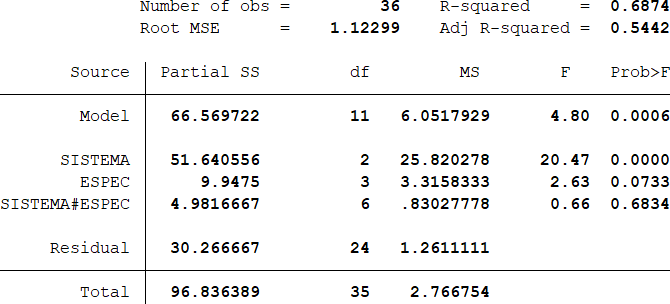 Number of obs = 36 R-squared = 0.6874
Root MSE = 1.12299 Adj R-squared = 0.5442
Source Partial SS df MS F Prob>F
Model 66.569722 11 6.0517929 4.80 0.0006
SISTEMA 51.640556 2 25.820278 20.47 0.0000
ESPEC 9.9475 3 3.3158333 2.63 0.0733
SISTEMA#ESPEC 4.9816667 6 .83027778 0.66 0.6834
Residual 30.266667 24 1.2611111
Total 96.836389 35 2.766754